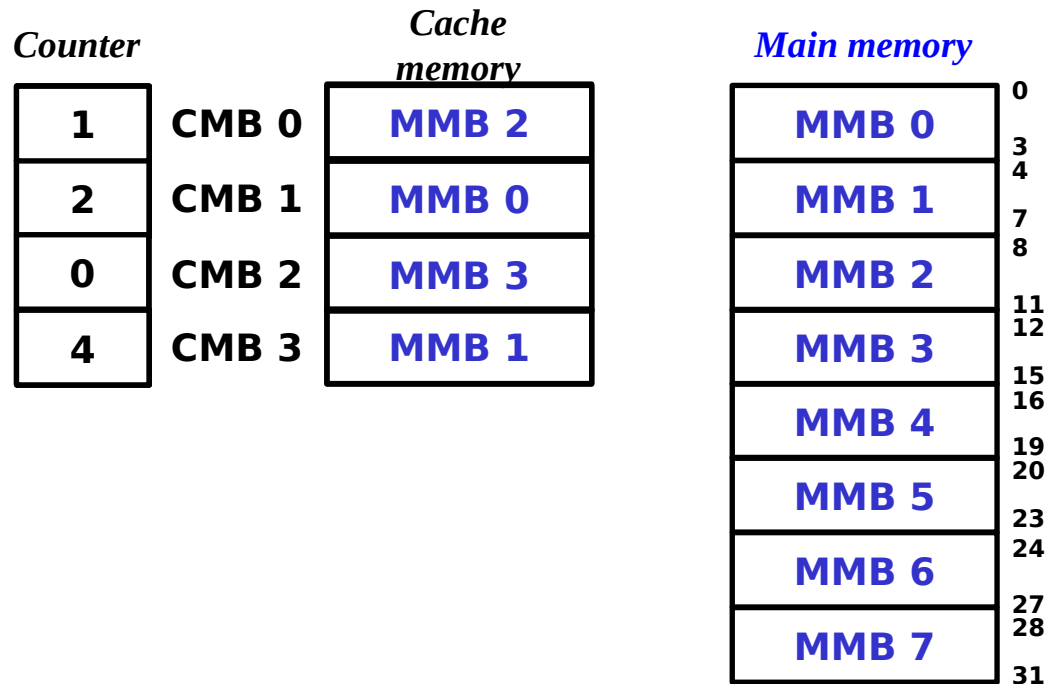 Counter
Cache
memory
Main memory
1 CMB 0 MMB 2
2 CMB 1 MMB 0
0 CMB 2 MMB 3
4 CMB 3 MMB 1
0
MMB 0
3
4
MMB 1
7
8
MMB 2
11
12
MMB 3
15
16
MMB 4
19
20
MMB 5
23
24
MMB 6
27
28
MMB 7
31